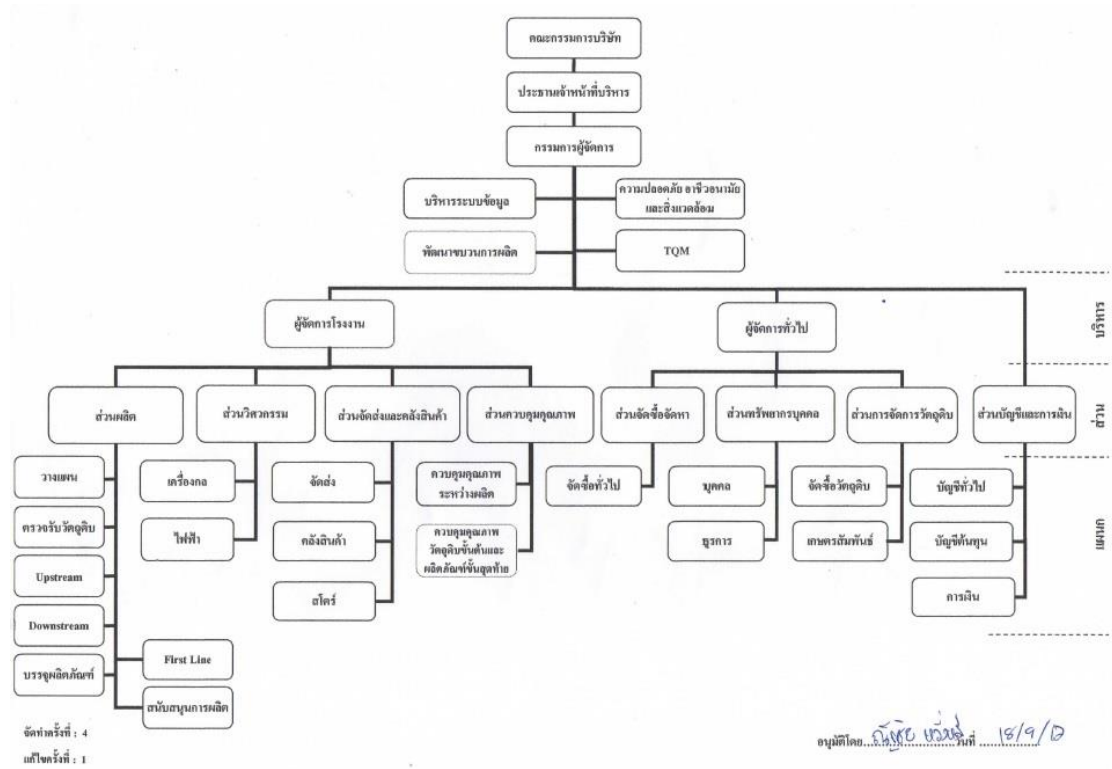 คณะกรรมการบริษัท
ประธานเจ้าหน้าที่บริหาร
กรรมการผู้จัดการ
บริหารระบบข้อมูล
ความปลอดภัย อาชีวอนามัย
และสิ่งแวดล้อม
พัฒนาขบวนการผลิต
TQM
ผู้จัดการโรงงาน
ผู้จัดการทั่วไป
บริหาร
ส่วนผลิต
ส่วนวิศวกรรม
ส่วนจัดส่งและคลังสินค้า
ส่วนควบคุมคุณภาพ
ส่วนจัดซื้อจัดหา
ส่วนทรัพยากรบุคคล
ส่วนการจัดการวัตถุดิบ
ส่วนบัญชีและการเงิน
ส่วน
วางแผน
ตรวจรับวัตถุดิบ
Upstream
Downstream
บรรจุผลิตภัณฑ์
First Line
สนับสนุนการผลิต
เครื่องกล
ไฟฟ้า
จัดส่ง
คลังสินค้า
สโตร์
ควบคุมคุณภาพ
ระหว่างผลิต
ควบคุมคุณภาพ
วัตถุดิบขั้นต้นและ
ผลิตภัณฑ์ขั้นสุดท้าย
จัดซื้อทั่วไป
บุคคล
ธุรการ
จัดซื้อวัตถุดิบ
เกษตรสัมพันธ์
บัญชีทั่วไป
บัญชีต้นทุน
การเงิน
แผนก
จัดทำครั้งที่ : 4
แก้ไขครั้งที่ : 1
อนุมัติโดย วันที่ 18/9/